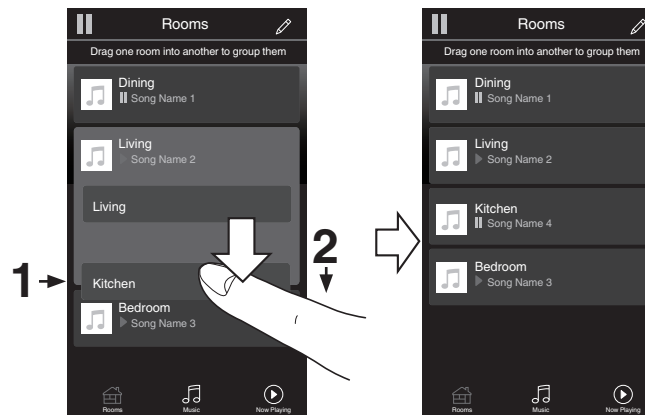 Rooms
Drag one room into another to group them
Dining
Song Name 1
Living
Song Name 2
Living
Kitchen
Bedroom
Song Name 3
Rooms
Music
Now Playing
1
2
Rooms
Drag one room into another to group them
Dining
Song Name 1
Living
Song Name 2
Kitchen
Song Name 4
Bedroom
Song Name 3
Rooms
Music
Now Playing